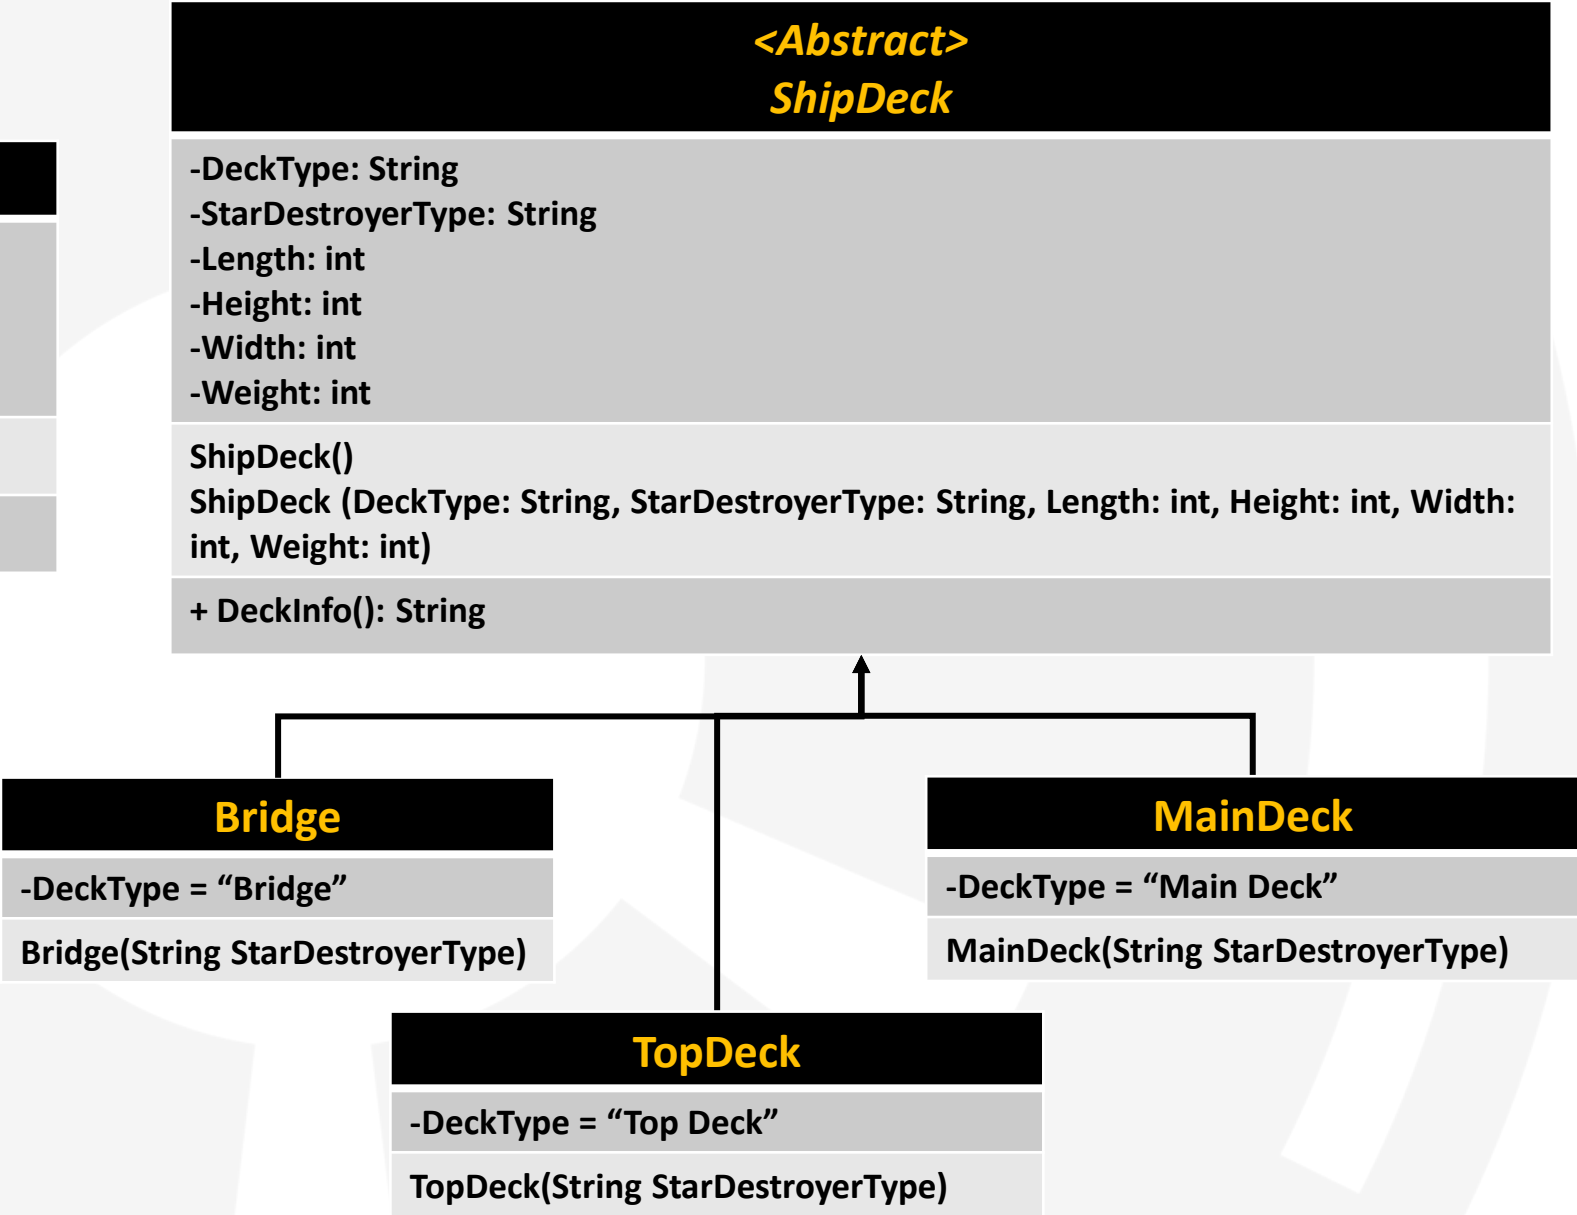 <Abstract>
ShipDeck
-DeckType: String
-StarDestroyerType: String
-Length: int
-Height: int
-Width: int
-Weight: int
ShipDeck()
ShipDeck (DeckType: String, StarDestroyerType: String, Length: int, Height: int, Width:
int, Weight: int)
+ DeckInfo(): String
Bridge
-DeckType = “Bridge”
Bridge(String StarDestroyerType)
MainDeck
-DeckType = “Main Deck”
MainDeck(String StarDestroyerType)
TopDeck
-DeckType = “Top Deck”
TopDeck(String StarDestroyerType)